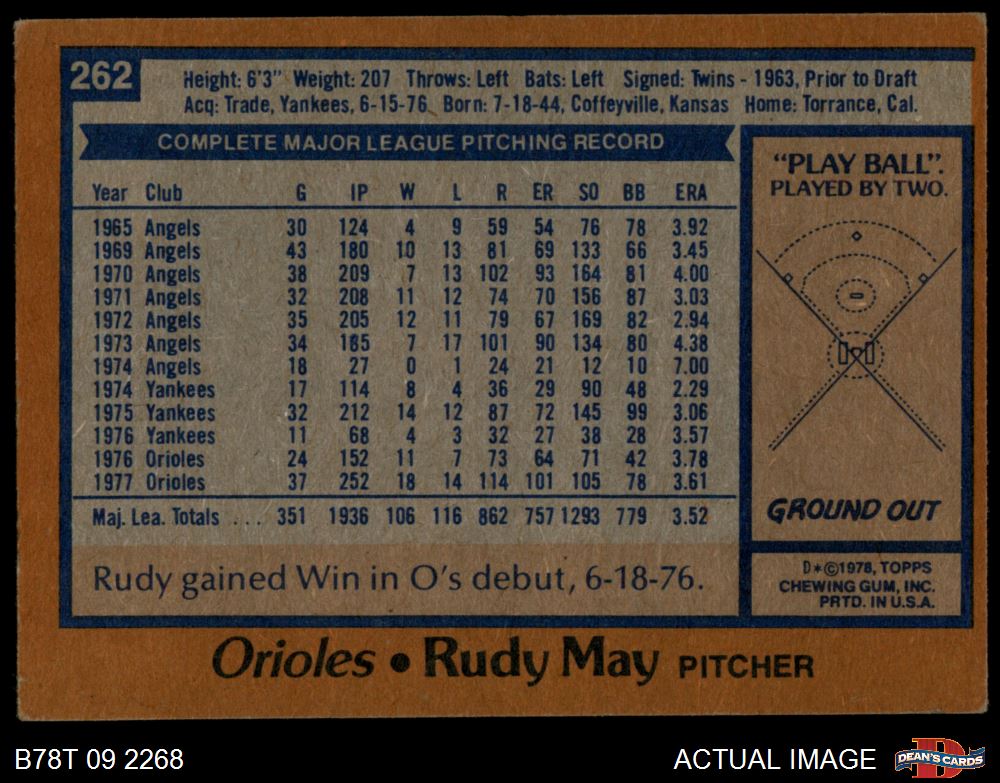 262
Height: 6'3" Weight: 207 Throws: Left Bats: Left Signed: Twins - 1963, Prior to Draft
Acq: Trade, Yankees, 6-15-76 Born: 7-18-44, Coffeyville, Kansas Home: Torrance, Cal.
COMPLETE MAJOR LEAGUE PITCHING RECORD
Year Club G IP W L R ER SO BB ERA
1965 Angels 30 124 4 9 59 54 76 78 3.92
1969 Angels 43 180 10 13 81 69 133 66 3.45
1970 Angels 38 209 7 13 102 93 164 81 4.00
1971 Angels 32 208 11 12 74 70 156 87 3.03
1972 Angels 35 205 12 11 79 67 169 82 2.94
1973 Angels 34 185 7 17 101 90 134 80 4.38
1974 Angels 18 27 0 1 24 21 12 10 7.00
1974 Yankees 17 114 8 4 36 29 90 48 2.29
1975 Yankees 32 212 14 12 87 72 145 99 3.06
1976 Yankees 11 68 4 3 32 27 38 28 3.57
1976 Orioles 24 152 11 7 73 64 71 42 3.78
1977 Orioles 37 252 18 14 114 101 105 78 3.61
Maj. Lea. Totals ... 351 1936 106 116 862 757 1293 779 3.52
Rudy gained Win in O's debut, 6-18-76.
"PLAY BALL".
PLAYED BY TWO.
GROUND OUT
D*©1978, TOPPS
CHEWING GUM, INC.
PRTD. IN U.S.A.
Orioles • Rudy May PITCHER
B78T 09 2268
ACTUAL IMAGE
DEAN'S CARDS